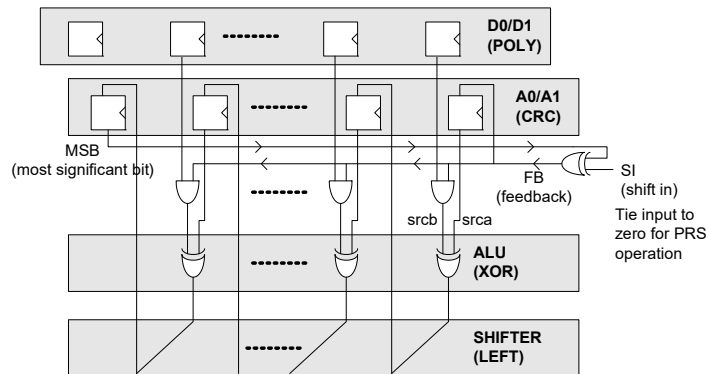 D0/D1
(POLY)
A0/A1
(CRC)
MSB
(most significant bit)
FB
(feedback)
SI
(shift in)
Tie input to
zero for PRS
operation
srcb
srca
ALU
(XOR)
SHIFTER
(LEFT)